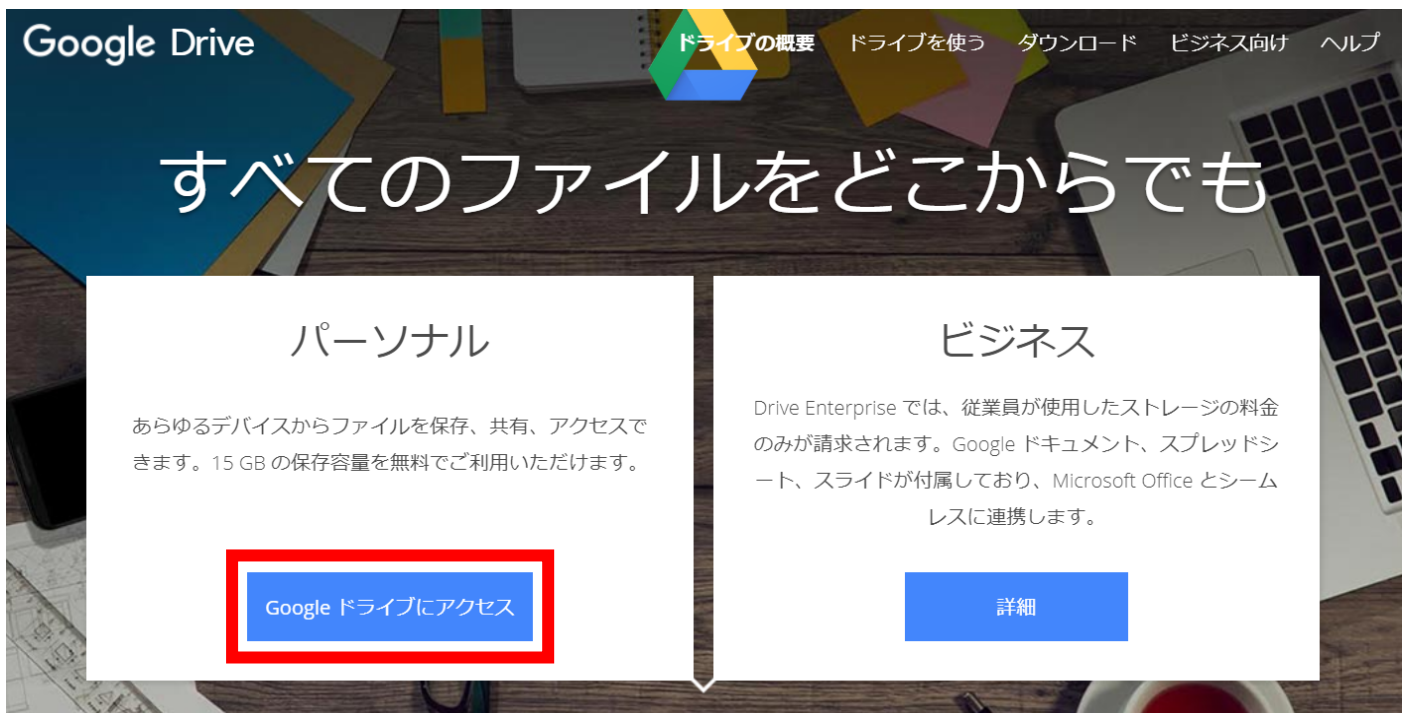 Google Drive
ドライブの概要 ドライブを使う ダウンロード ビジネス向け ヘルプ
すべてのファイルをどこからでも
パーソナル
あらゆるデバイスからファイルを保存、共有、アクセスで
きます。15 GB の保存容量を無料でご利用いただけます。
Google ドライブにアクセス
ビジネス
Drive Enterprise では、従業員が使用したストレージの料金
のみが請求されます。Google ドキュメント、スプレッドシ
ート、スライドが付属しており、Microsoft Office とシーム
レスに連携します。
詳細